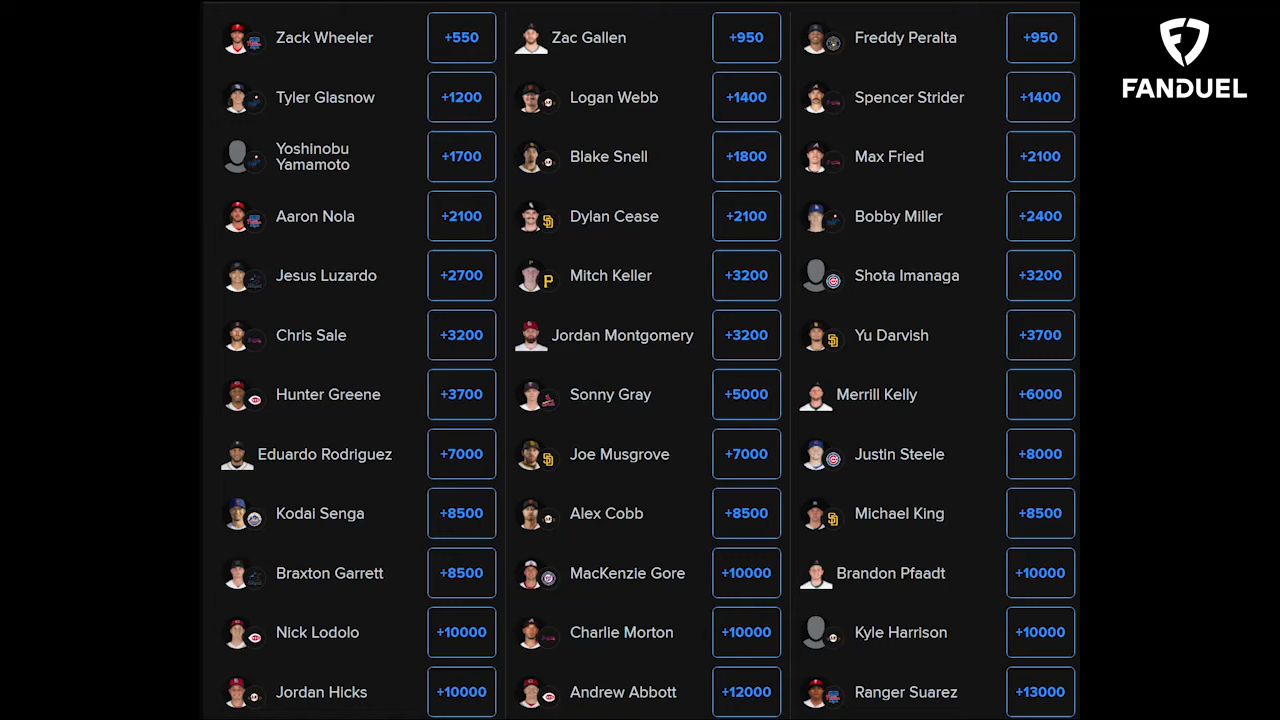 Zack Wheeler +550 Zac Gallen +950 Freddy Peralta +950
FANDUEL
Tyler Glasnow +1200 Logan Webb +1400 Spencer Strider +1400
Yoshinobu
Yamamoto +1700 Blake Snell +1800 Max Fried +2100
Aaron Nola +2100 Dylan Cease +2100 Bobby Miller +2400
Jesus Luzardo +2700 Mitch Keller +3200 Shota Imanaga +3200
Chris Sale +3200 Jordan Montgomery +3200 Yu Darvish +3700
Hunter Greene +3700 Sonny Gray +5000 Merrill Kelly +6000
Eduardo Rodriguez +7000 Joe Musgrove +7000 Justin Steele +8000
Kodai Senga +8500 Alex Cobb +8500 Michael King +8500
Braxton Garrett +8500 MacKenzie Gore +10000 Brandon Pfaadt +10000
Nick Lodolo +10000 Charlie Morton +10000 Kyle Harrison +10000
Jordan Hicks +10000 Andrew Abbott +12000 Ranger Suarez +13000